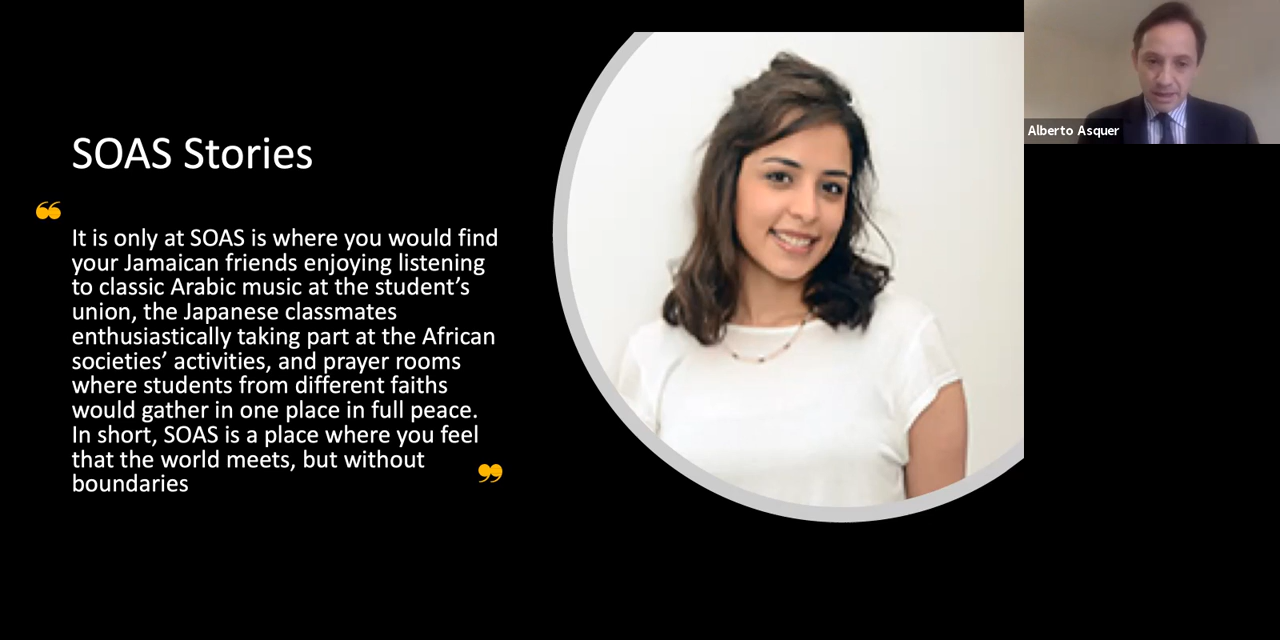 SOAS Stories
“
It is only at SOAS is where you would find
your Jamaican friends enjoying listening
to classic Arabic music at the student’s
union, the Japanese classmates
enthusiastically taking part at the African
societies’ activities, and prayer rooms
where students from different faiths
would gather in one place in full peace.
In short, SOAS is a place where you feel
that the world meets, but without
boundaries
”
Alberto Asquer